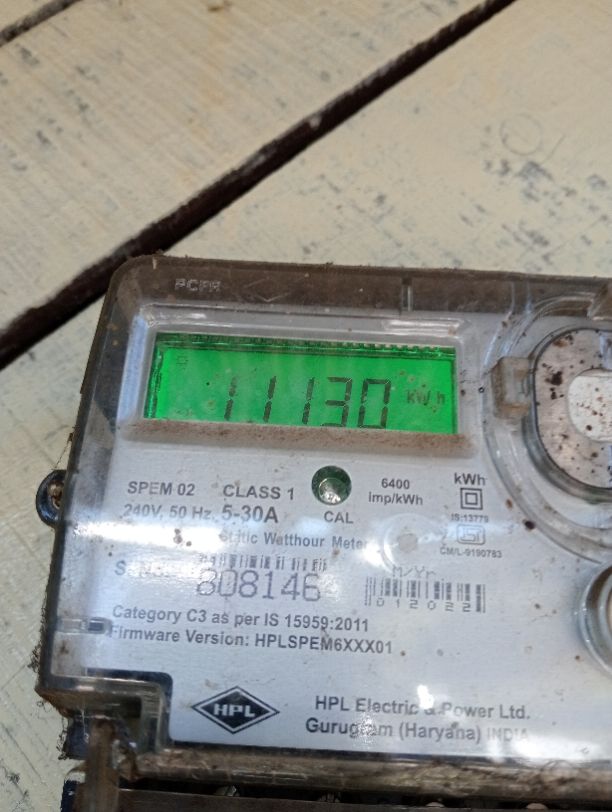 11130 kWh
SPEM 02 CLASS 1
6400 imp/kWh
kWh
240V, 50 Hz, 5-30A
CAL
IS:13779
CM/L-9190783
Static Watthour Meter
808146
M/Yr
012022
Category C3 as per IS 15959:2011
Firmware Version: HPLSPEM6XXX01
HPL
HPL Electric & Power Ltd.
Gurugram (Haryana) INDIA